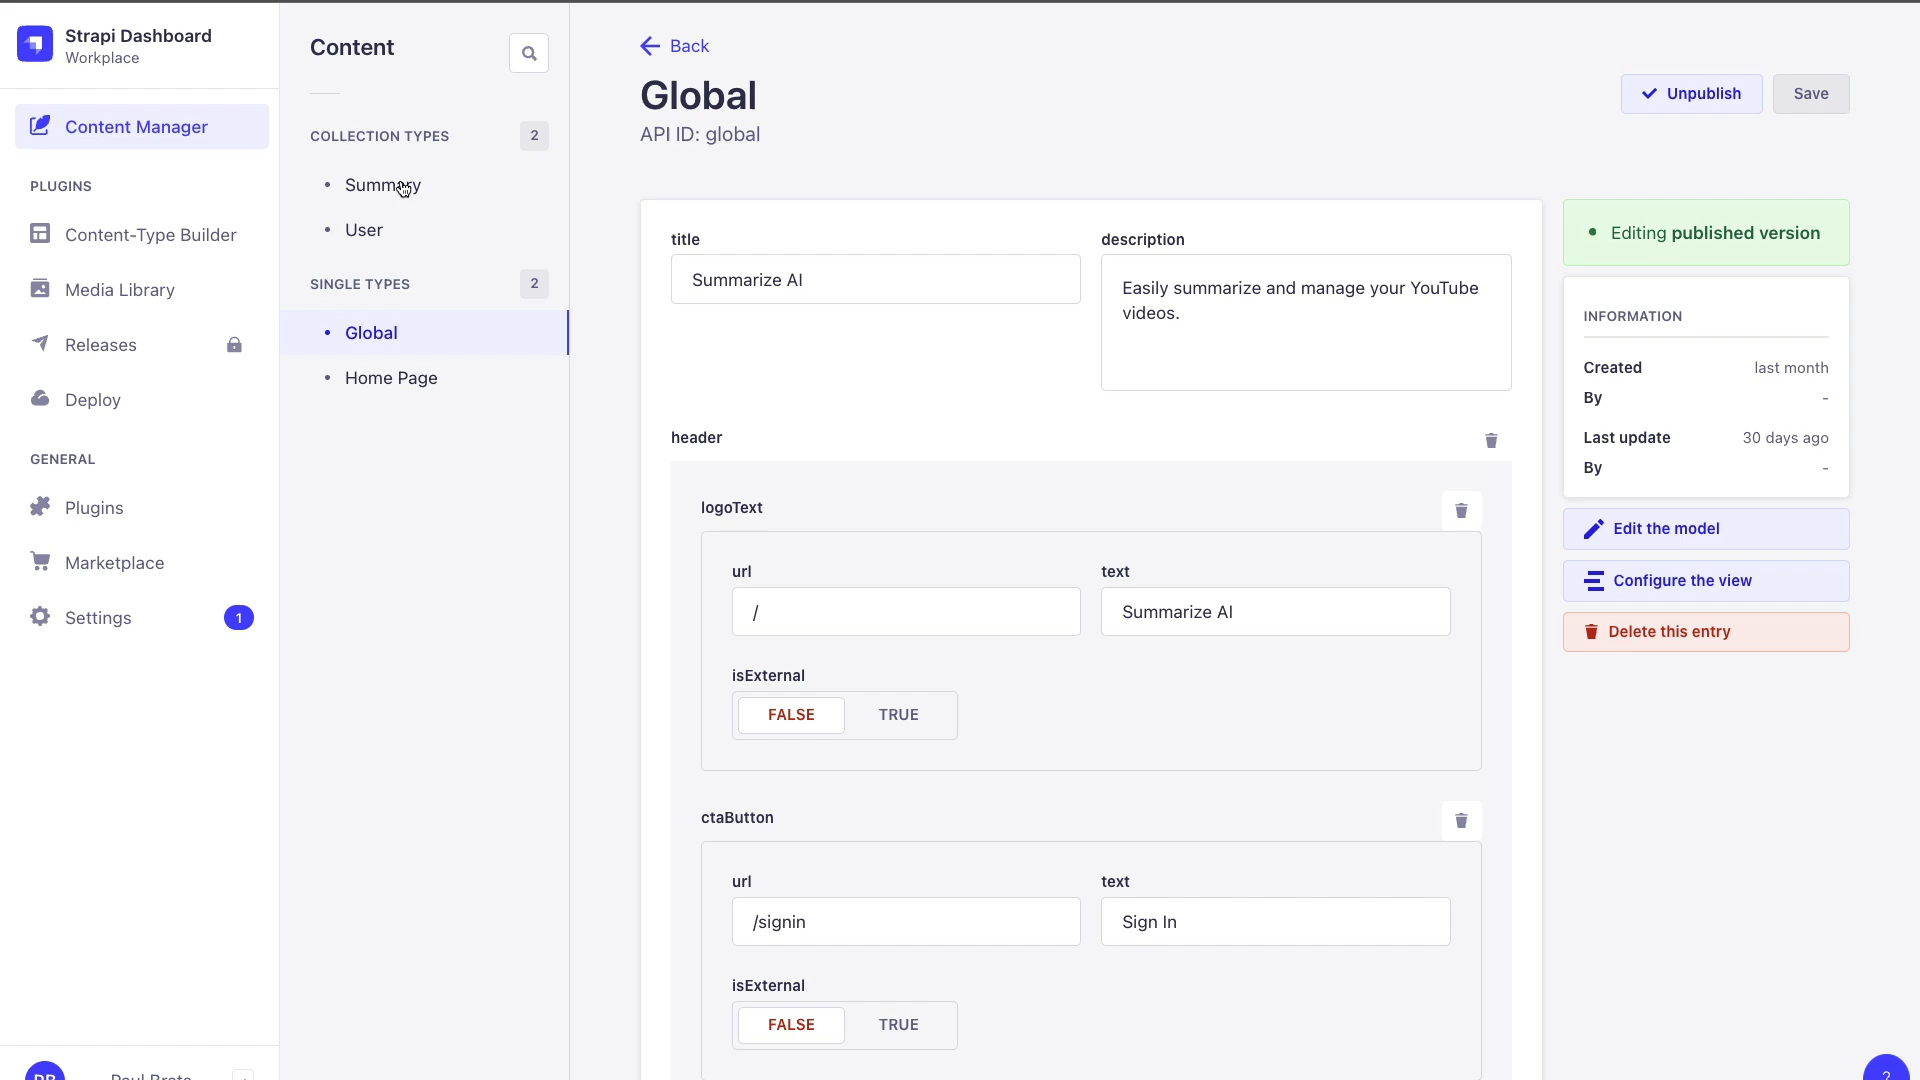 Strapi Dashboard
Workplace
Content Manager
PLUGINS
Content-Type Builder
Media Library
Releases
Deploy
GENERAL
Plugins
Marketplace
Settings
1
Content
COLLECTION TYPES
2
Summary
User
SINGLE TYPES
2
Global
Home Page
Back
Global
API ID: global
Unpublish
Save
title
Summarize AI
description
Easily summarize and manage your YouTube
videos.
header
logoText
url
/
text
Summarize AI
isExternal
FALSE
TRUE
ctaButton
url
/signin
text
Sign In
isExternal
FALSE
TRUE
Editing published version
INFORMATION
Created
last month
By
-
Last update
30 days ago
By
-
Edit the model
Configure the view
Delete this entry
?